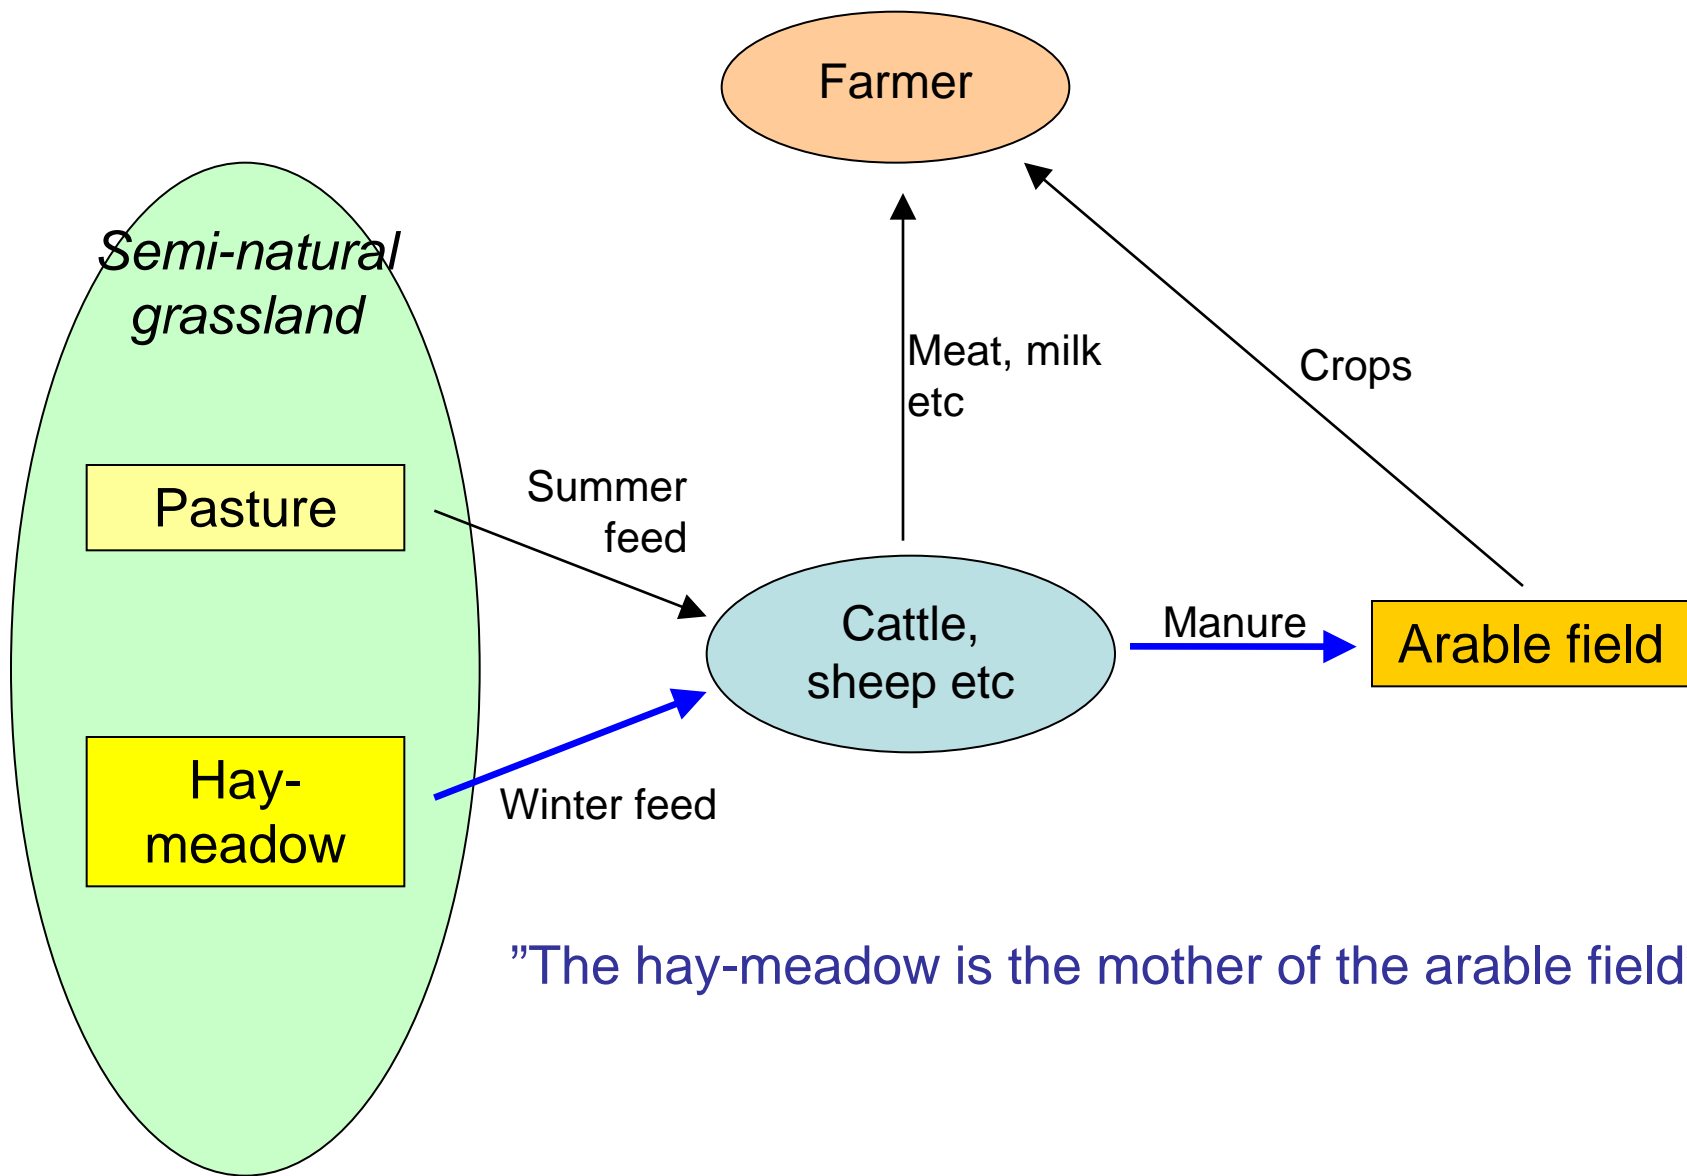 Farmer
Semi-natural
grassland
Meat, milk
etc
Crops
Pasture
Summer
feed
Cattle,
sheep etc
Manure
Arable field
Hay-
meadow
Winter feed
”The hay-meadow is the mother of the arable field